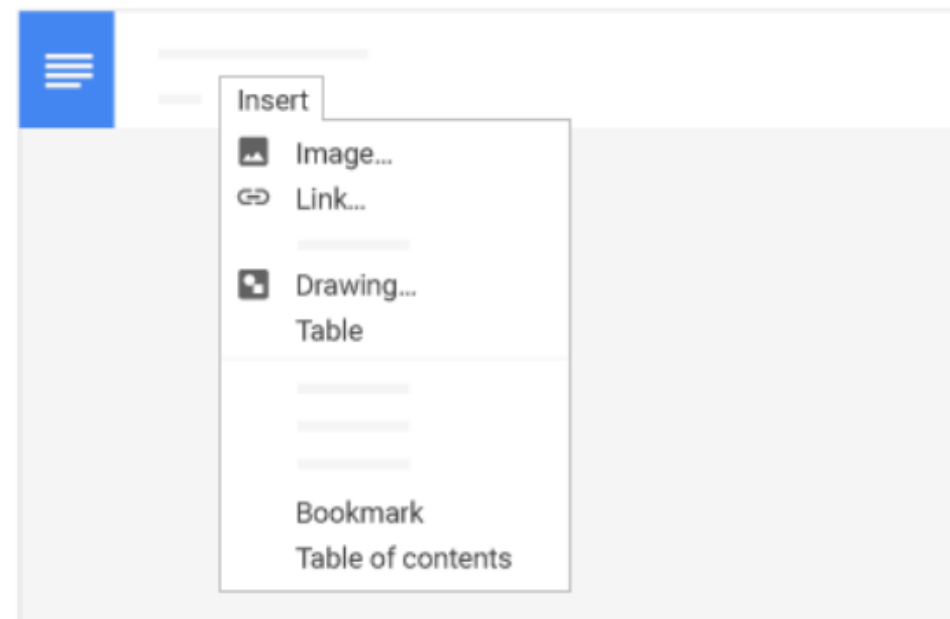 Insert
Image...
Link...
Drawing...
Table
Bookmark
Table of contents